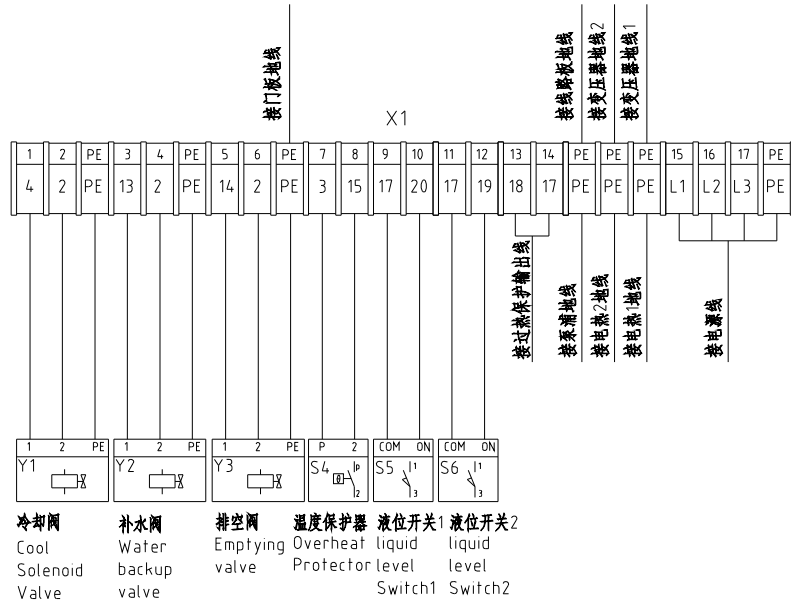 接门板地线
接线路板地线
接变压器地线2
接变压器地线1
X1
1 2 PE 3 4 PE 5 6 PE 7 8 9 10 11 12 13 14 PE PE PE 15 16 17 PE
4 2 PE 13 2 PE 14 2 PE 3 15 17 20 17 19 18 17 PE PE PE L1 L2 L3 PE
接过热保护输出线
接泵浦地线
接电热2地线
接电热1地线
接电源线
1 2 PE 1 2 PE 1 2 PE P 2 COM ON COM ON
Y1 Y2 Y3 S4 S5 S6
θ P 2 1 3 1 3
冷却阀 补水阀 排空阀 温度保护器 液位开关1 液位开关2
Cool Water Emptying Overheat liquid liquid
Solenoid backup valve Protector level level
Valve valve Switch1 Switch2